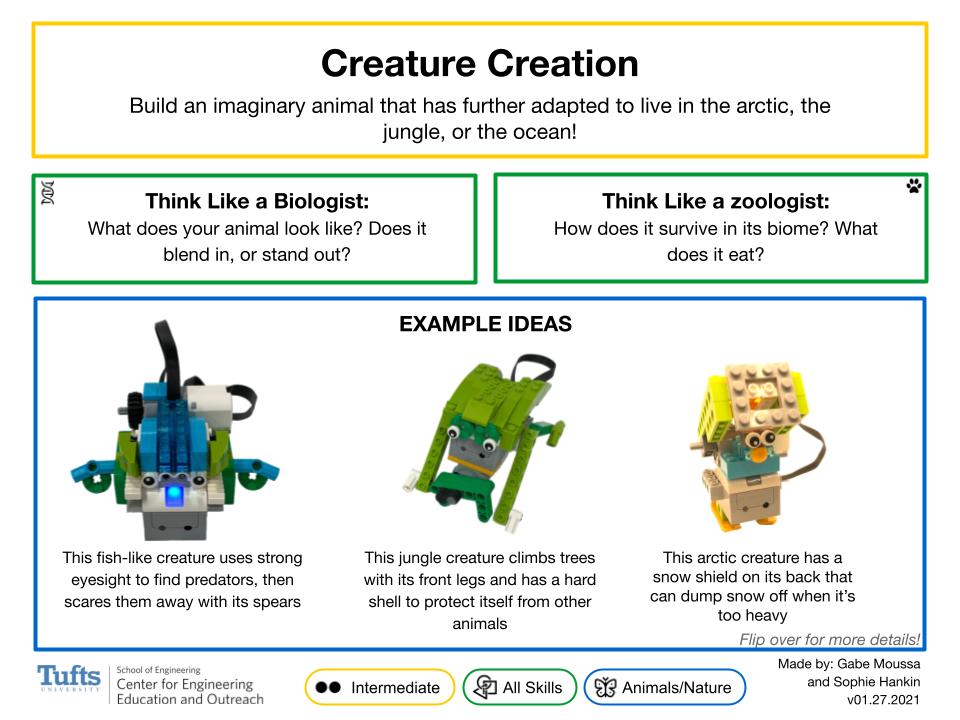 Creature Creation
Build an imaginary animal that has further adapted to live in the arctic, the
jungle, or the ocean!
Think Like a Biologist:
What does your animal look like? Does it
blend in, or stand out?
Think Like a zoologist:
How does it survive in its biome? What
does it eat?
EXAMPLE IDEAS
This fish-like creature uses strong
eyesight to find predators, then
scares them away with its spears
This jungle creature climbs trees
with its front legs and has a hard
shell to protect itself from other
animals
This arctic creature has a
snow shield on its back that
can dump snow off when it's
too heavy
Flip over for more details!
Tufts
UNIVERSITY
School of Engineering
Center for Engineering
Education and Outreach
Intermediate
All Skills
Animals/Nature
Made by: Gabe Moussa
and Sophie Hankin
v01.27.2021